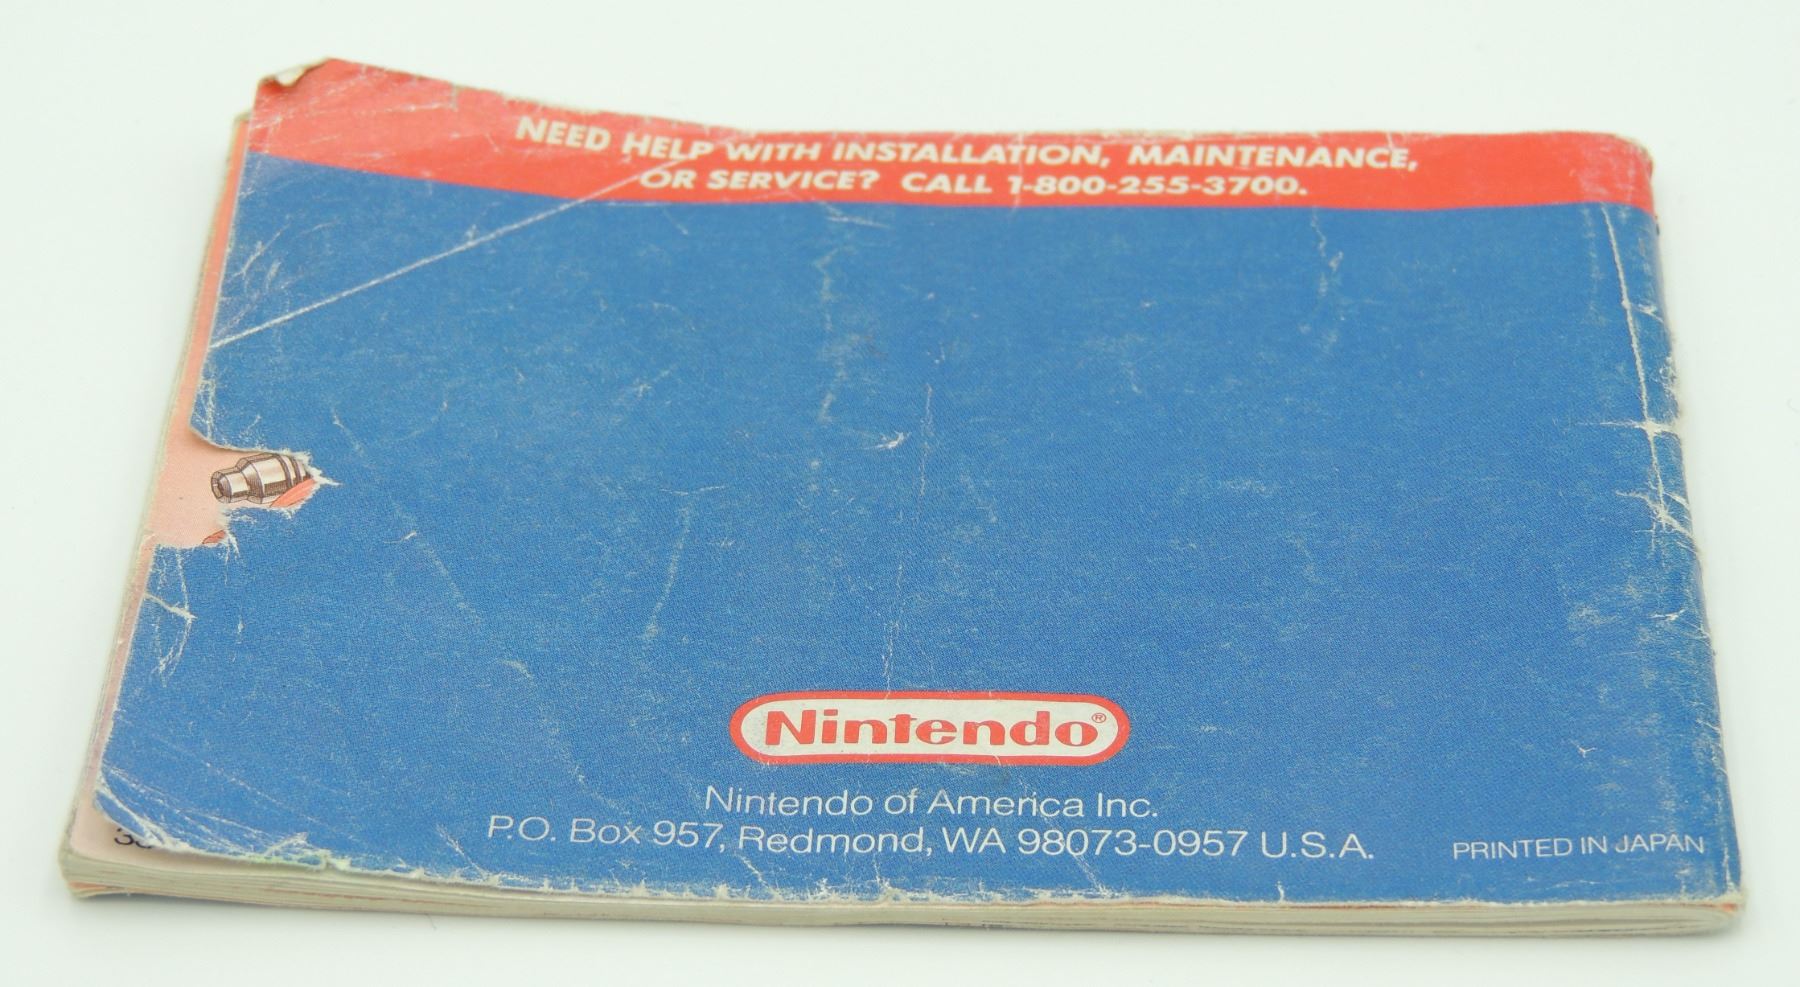 NEED HELP WITH INSTALLATION, MAINTENANCE,
OR SERVICE? CALL 1-800-255-3700.
Nintendo®
Nintendo of America Inc.
P.O. Box 957, Redmond, WA 98073-0957 U.S.A.
PRINTED IN JAPAN